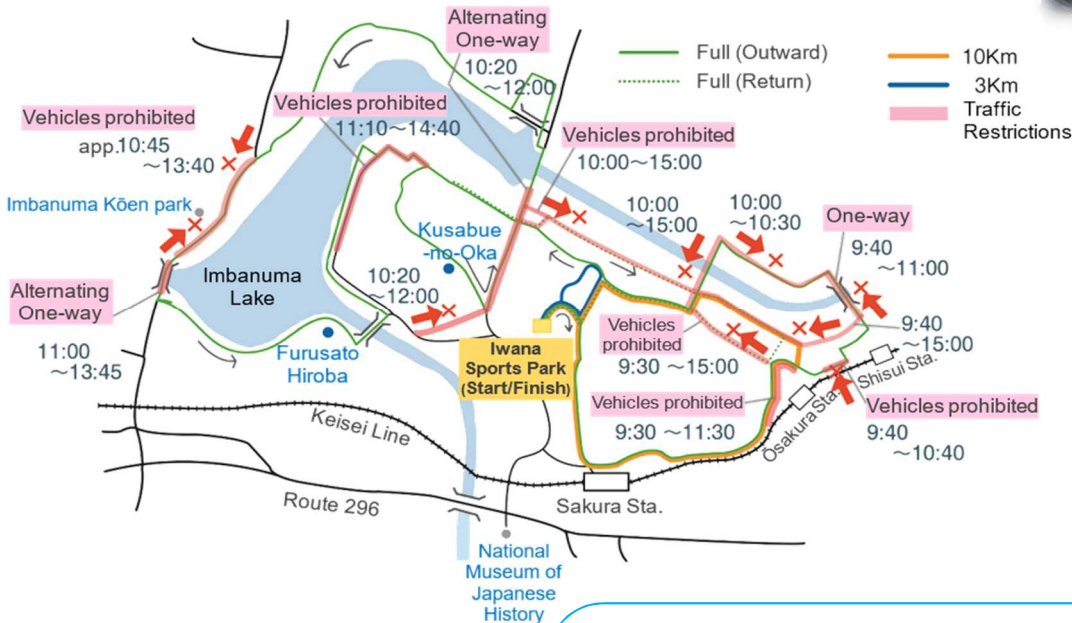 Alternating
One-way
10:20
~12:00
Full (Outward)
Full (Return)
10Km
3Km
Traffic
Restrictions
Vehicles prohibited
11:10~14:40
Vehicles prohibited
app.10:45
~13:40
Vehicles prohibited
10:00~15:00
Imbanuma Kōen park
10:00
~15:00
10:00
~10:30
One-way
9:40
~11:00
Kusabue
-no-Oka
Imbanuma
Lake
10:20
~12:00
Alternating
One-way
11:00
~13:45
Furusato
Hiroba
Iwana
Sports Park
(Start/Finish)
Vehicles
prohibited
9:30 ~15:00
9:40
~15:00
Shisui Sta.
Vehicles prohibited
9:30 ~11:30
Ōsakura Sta.
Vehicles prohibited
9:40
~10:40
Keisei Line
Route 296
Sakura Sta.
National
Museum of
Japanese
History